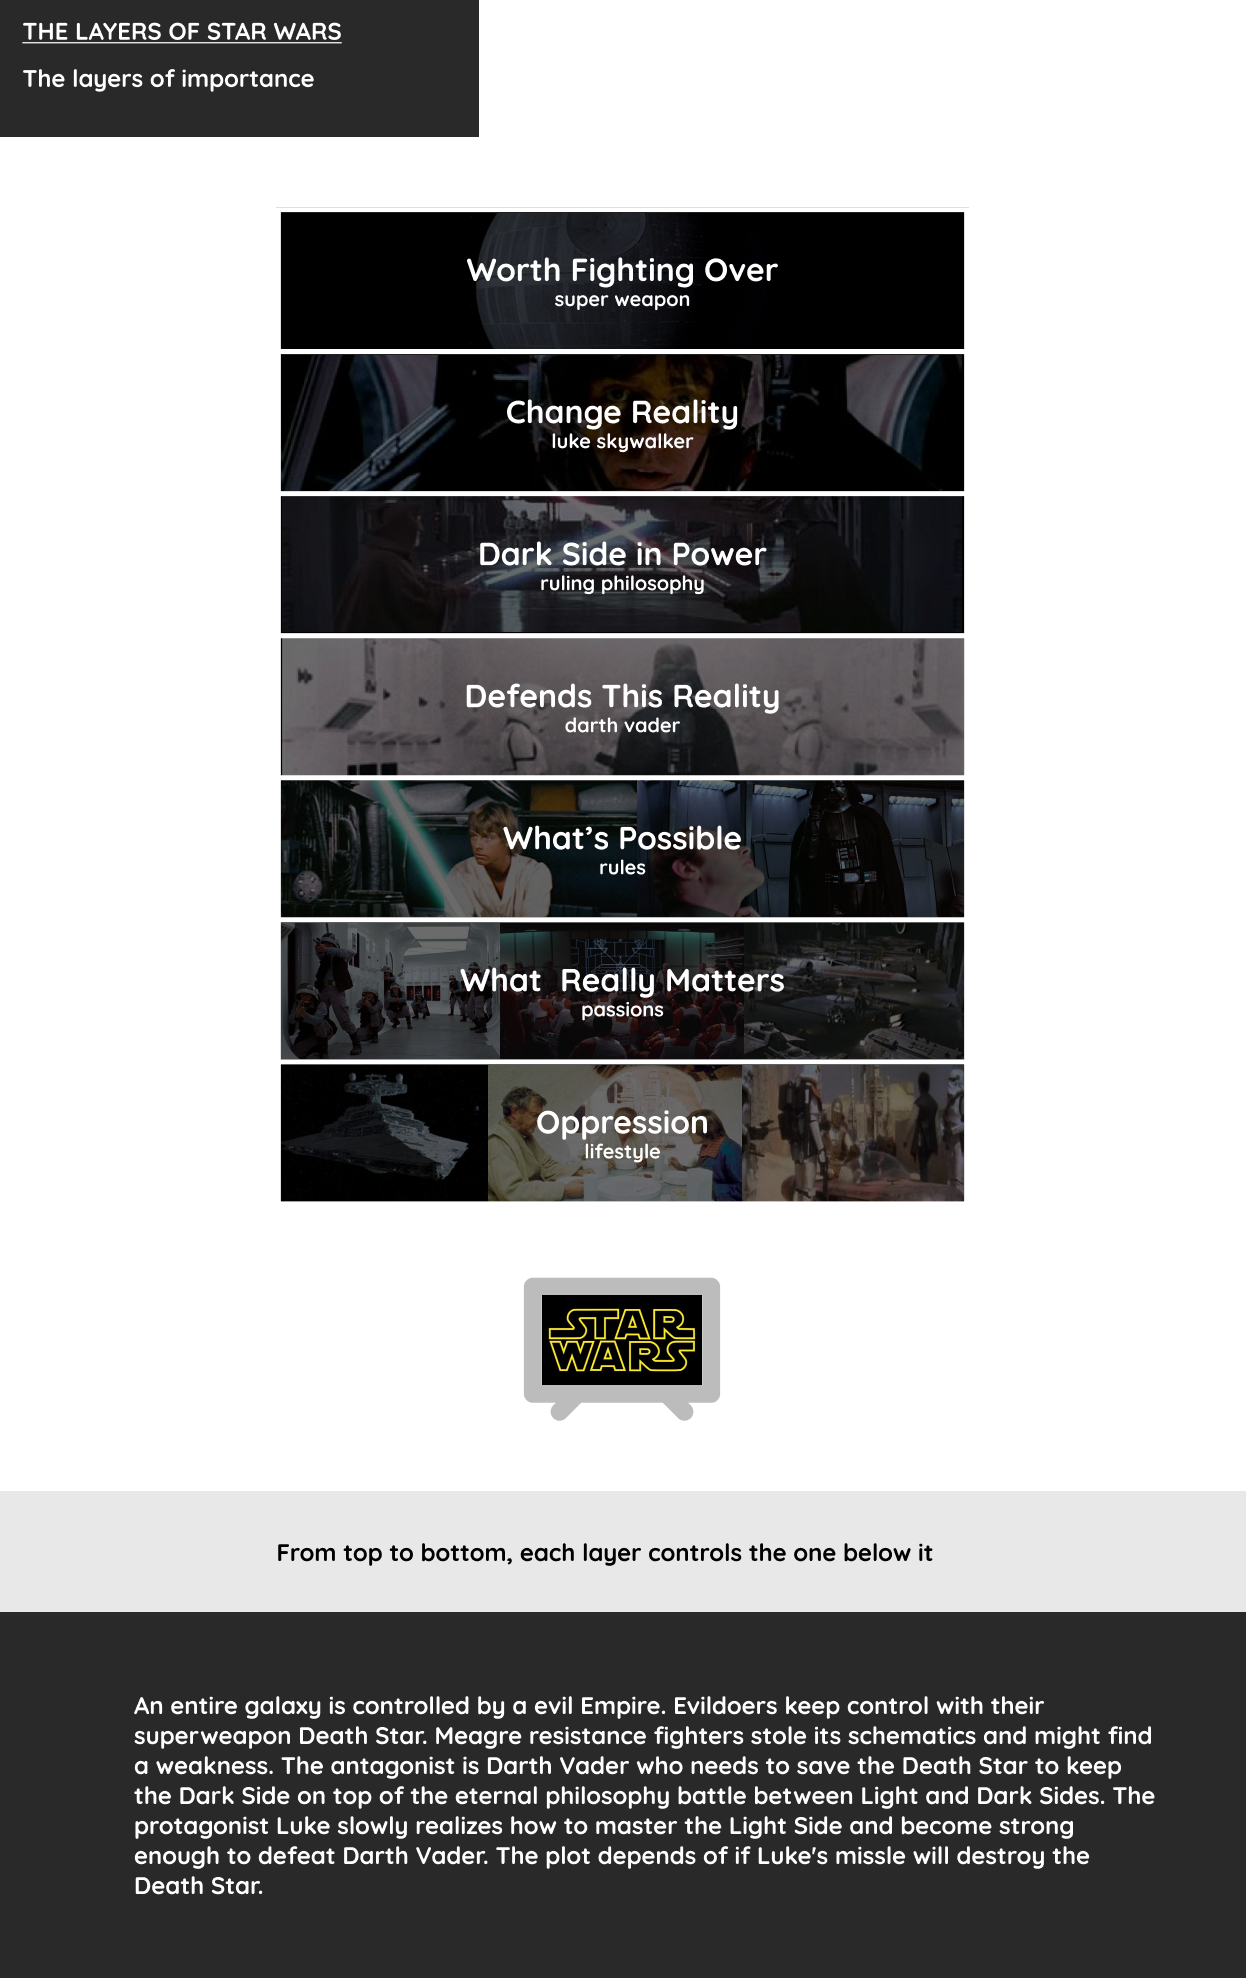 THE LAYERS OF STAR WARS
The layers of importance
Worth Fighting Over
super weapon
Change Reality
luke skywalker
Dark Side in Power
ruling philosophy
Defends This Reality
darth vader
What’s Possible
rules
What  Really Matters
passions
Oppression
lifestyle
STAR
WARS
From top to bottom, each layer controls the one below it
An entire galaxy is controlled by a evil Empire. Evildoers keep control with their
superweapon Death Star. Meagre resistance fighters stole its schematics and might find
a weakness. The antagonist is Darth Vader who needs to save the Death Star to keep
the Dark Side on top of the eternal philosophy battle between Light and Dark Sides. The
protagonist Luke slowly realizes how to master the Light Side and become strong
enough to defeat Darth Vader. The plot depends of if Luke's missle will destroy the
Death Star.